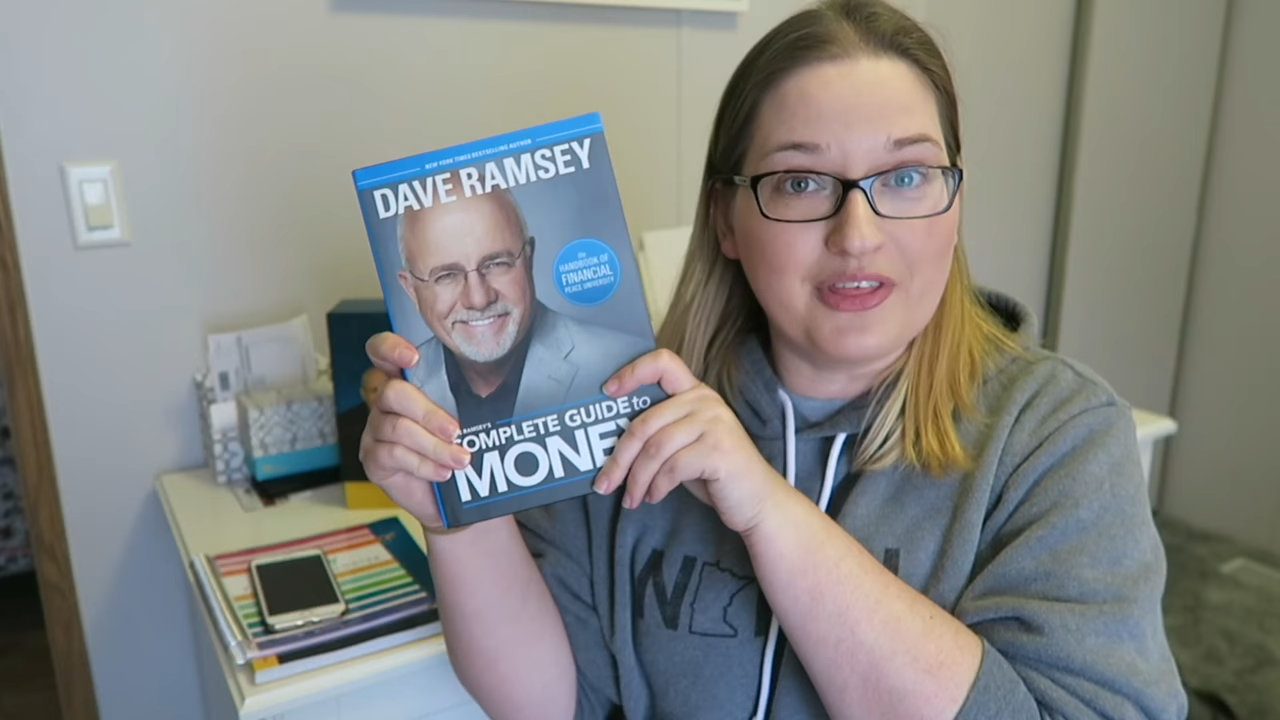 NEW YORK TIMES BESTSELLING AUTHOR
DAVE RAMSEY
The
HANDBOOK OF
FINANCIAL
PEACE UNIVERSITY
RAMSEY'S
COMPLETE GUIDE to
MONEY
N